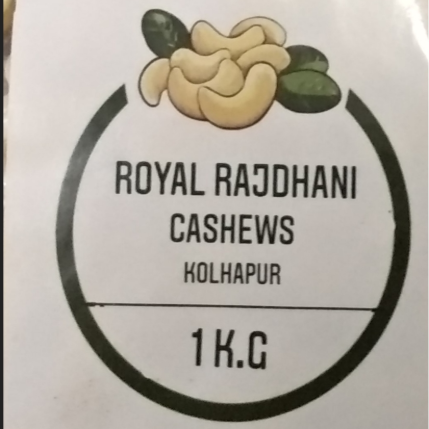 ROYAL RAJDHANI
CASHEWS
KOLHAPUR
1 K.G